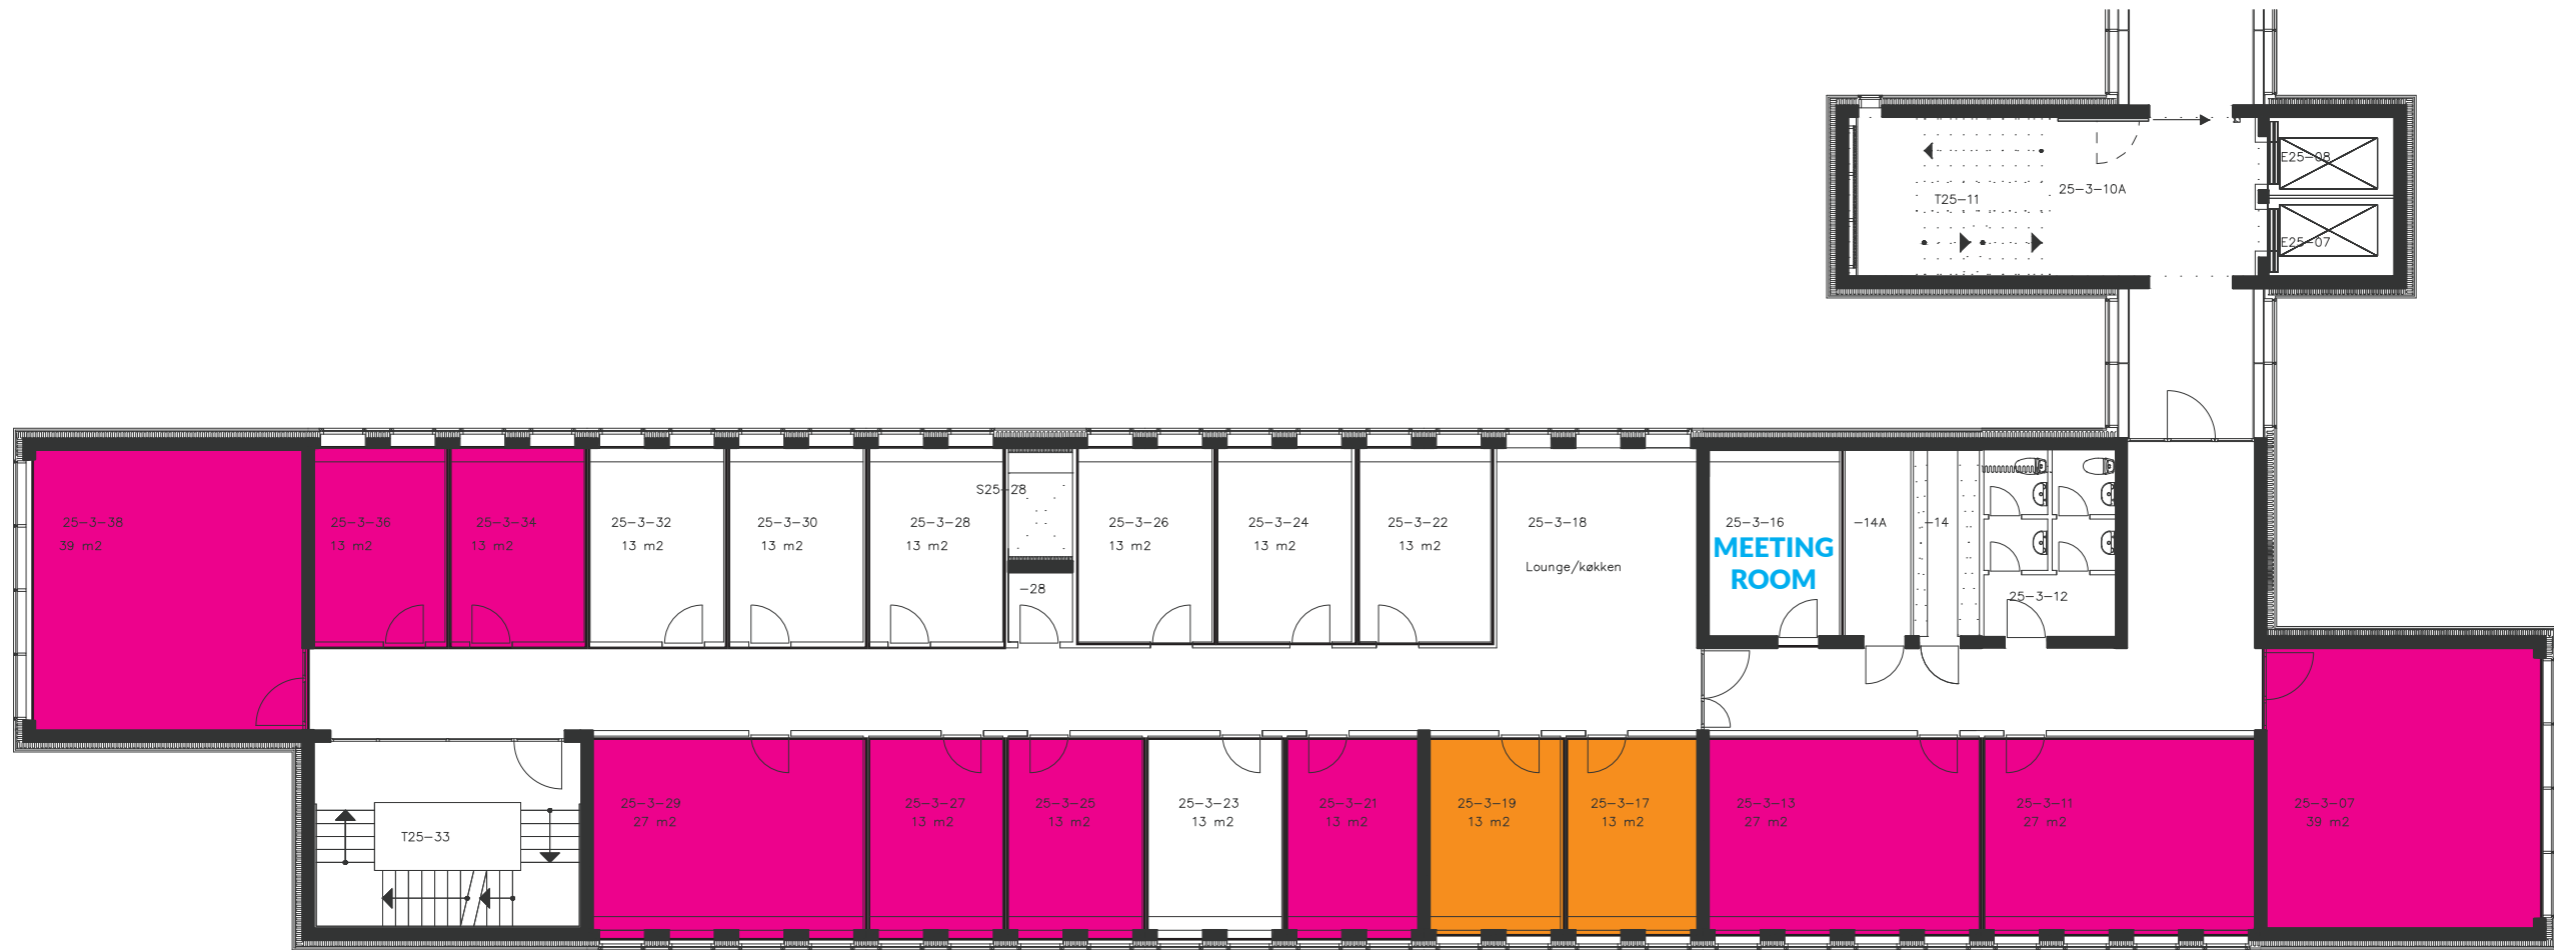 E25-08
25-3-10A
T25-11
E25-07
S25-28
25-3-38
39 m2
25-3-36
13 m2
25-3-34
13 m2
25-3-32
13 m2
25-3-30
13 m2
25-3-28
13 m2
-28
25-3-26
13 m2
25-3-24
13 m2
25-3-22
13 m2
25-3-18
Lounge/køkken
25-3-16
MEETING
ROOM
-14A
-14
25-3-12
T25-33
25-3-29
27 m2
25-3-27
13 m2
25-3-25
13 m2
25-3-23
13 m2
25-3-21
13 m2
25-3-19
13 m2
25-3-17
13 m2
25-3-13
27 m2
25-3-11
27 m2
25-3-07
39 m2